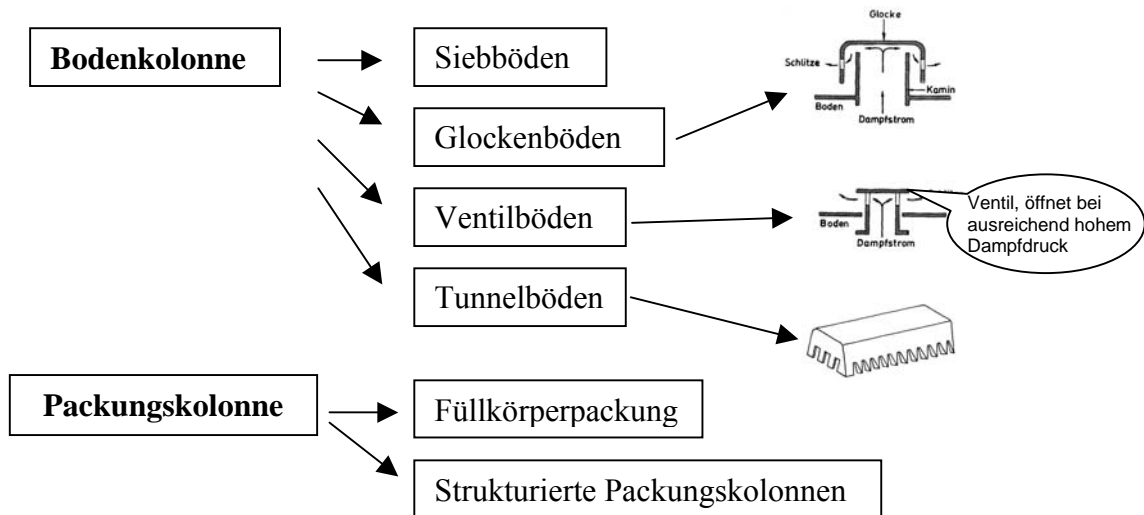 Bodenkolonne
Siebböden
Glockenböden
Ventilböden
Tunnelböden
Glocke
Schlitze
Kamin
Boden
Dampfstrom
Boden
Dampfstrom
Ventil, öffnet bei
ausreichend hohem
Dampfdruck
Packungskolonne
Füllkörperpackung
Strukturierte Packungskolonnen